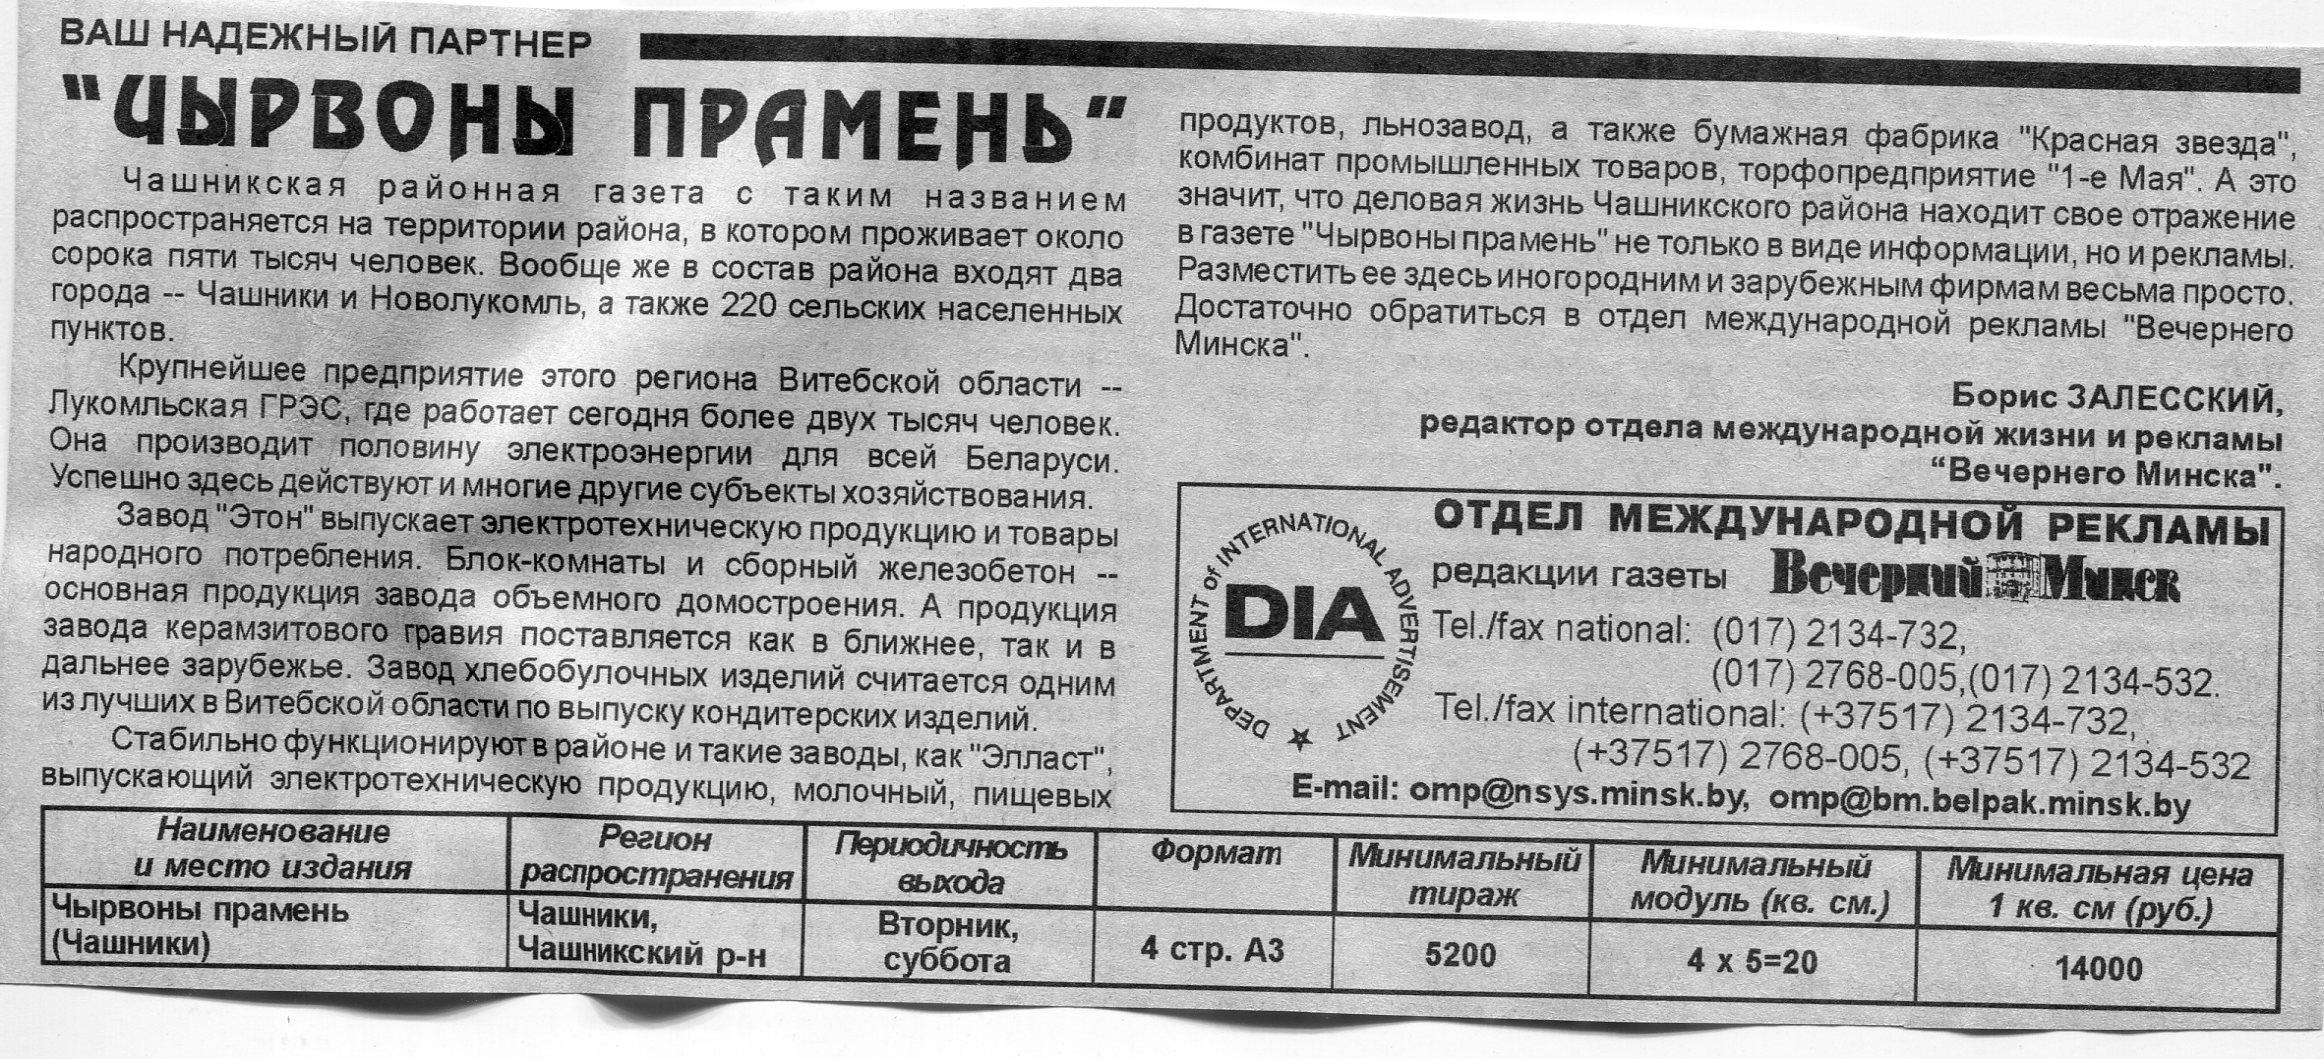 ВАШ НАДЕЖНЫЙ ПАРТНЕР
"ЧЫРВОНЫ ПРАМЕНЬ"
Чашникская районная газета с таким названием
распространяется на территории района, в котором проживает около
сорока пяти тысяч человек. Вообще же в состав района входят два
города -- Чашники и Новолукомль, а также 220 сельских населенных
пунктов.
Крупнейшее предприятие этого региона Витебской области --
Лукомльская ГРЭС, где работает сегодня более двух тысяч человек.
Она производит половину электроэнергии для всей Беларуси.
Успешно здесь действуют и многие другие субъекты хозяйствования.
Завод "Этон" выпускает электротехническую продукцию и товары
народного потребления. Блок-комнаты и сборный железобетон --
основная продукция завода объемного домостроения. А продукция
завода керамзитового гравия поставляется как в ближнее, так и в
дальнее зарубежье. Завод хлебобулочных изделий считается одним
из лучших в Витебской области по выпуску кондитерских изделий.
Стабильно функционируют в районе и такие заводы, как "Элласт",
выпускающий электротехническую продукцию, молочный, пищевых
продуктов, льнозавод, а также бумажная фабрика "Красная звезда",
комбинат промышленных товаров, торфопредприятие "1-е Мая". А это
значит, что деловая жизнь Чашникского района находит свое отражение
в газете "Чырвоны прамень" не только в виде информации, но и рекламы.
Разместить ее здесь иногородним и зарубежным фирмам весьма просто.
Достаточно обратиться в отдел международной рекламы "Вечернего
Минска".
Борис ЗАЛЕССКИЙ,
редактор отдела международной жизни и рекламы
“Вечернего Минска".
DEPARTMENT of INTERNATIONAL ADVERTISEMENT
DIA
ОТДЕЛ МЕЖДУНАРОДНОЙ РЕКЛАМЫ
редакции газеты Вечерний Минск
Tel./fax national: (017) 2134-732,
(017) 2768-005,(017) 2134-532.
Tel./fax international: (+37517) 2134-732,
(+37517) 2768-005, (+37517) 2134-532
E-mail: omp@nsys.minsk.by, omp@bm.belpak.minsk.by
Наименование и место издания
Регион распространения
Периодичность выхода
Формат
Минимальный тираж
Минимальный модуль (кв. см.)
Минимальная цена 1 кв. см (руб.)
Чырвоны прамень (Чашники)
Чашники, Чашникский р-н
Вторник, суббота
4 стр. А3
5200
4 х 5=20
14000